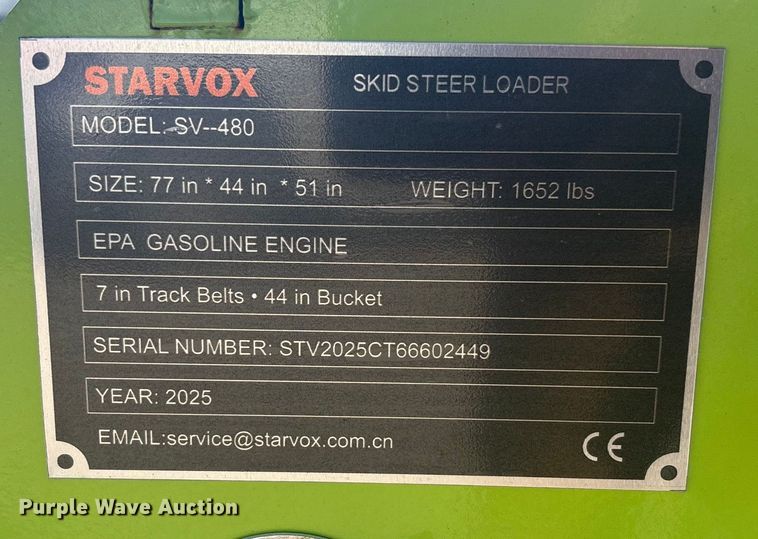 STARVOX SKID STEER LOADER
MODEL: SV--480
SIZE: 77 in * 44 in * 51 in WEIGHT: 1652 lbs
EPA GASOLINE ENGINE
7 in Track Belts • 44 in Bucket
SERIAL NUMBER: STV2025CT66602449
YEAR: 2025
EMAIL:service@starvox.com.cn CE
Purple Wave Auction